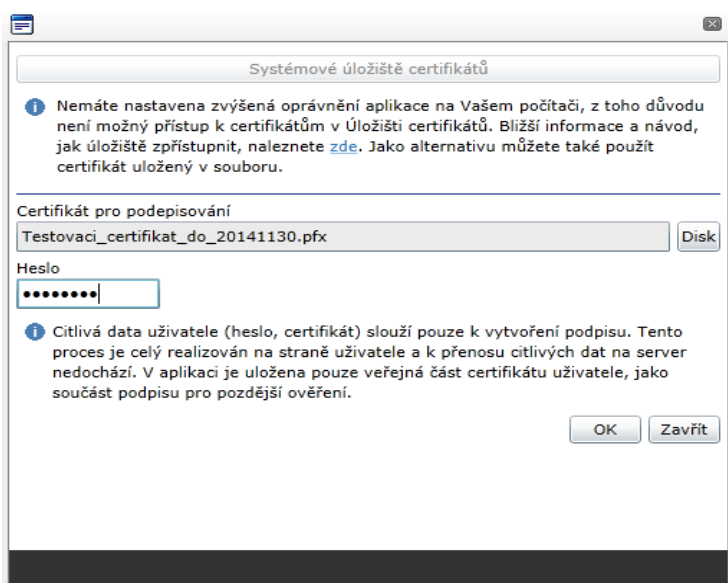 Systémové úložiště certifikátů
Nemáte nastavena zvýšená oprávnění aplikace na Vašem počítači, z toho důvodu
není možný přístup k certifikátům v Úložišti certifikátů. Bližší informace a návod,
jak úložiště zpřístupnit, naleznete zde. Jako alternativu můžete také použít
certifikát uložený v souboru.
Certifikát pro podepisování
Testovaci_certifikat_do_20141130.pfx
Disk
Heslo
••••••••
Citlivá data uživatele (heslo, certifikát) slouží pouze k vytvoření podpisu. Tento
proces je celý realizován na straně uživatele a k přenosu citlivých dat na server
nedochází. V aplikaci je uložena pouze veřejná část certifikátu uživatele, jako
součást podpisu pro pozdější ověření.
OK
Zavřít